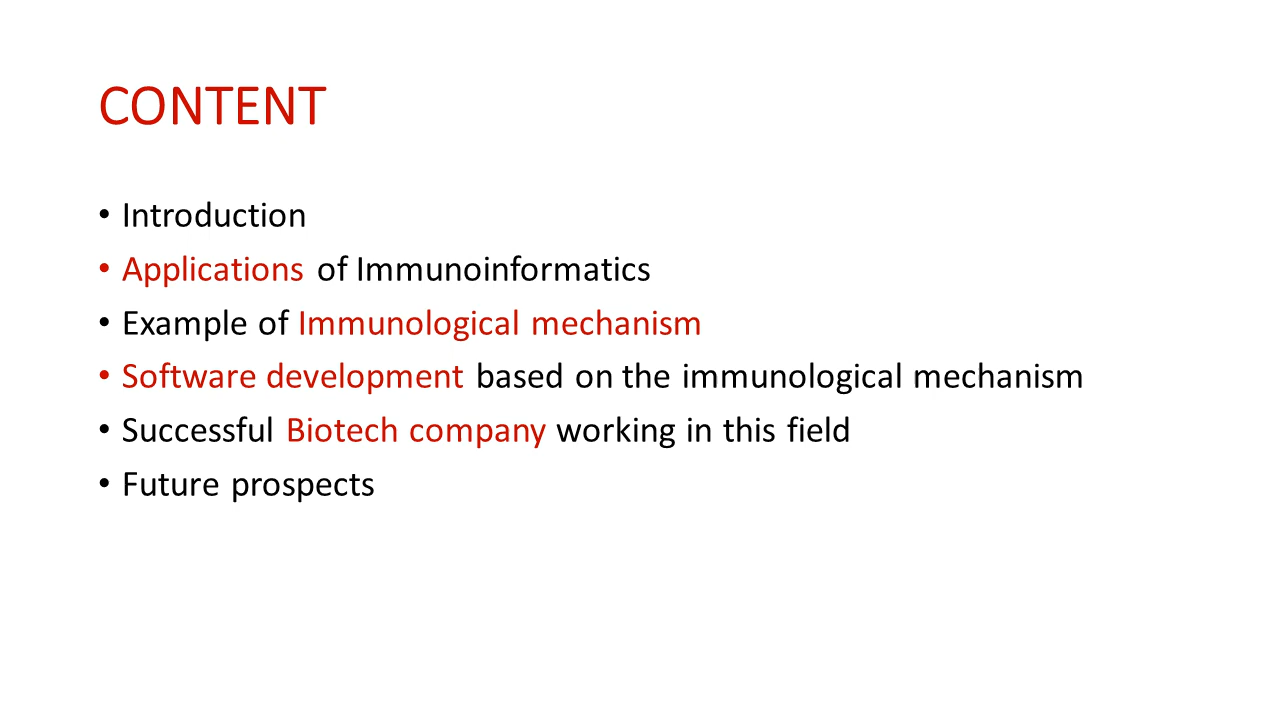 CONTENT
• Introduction
• Applications of Immunoinformatics
• Example of Immunological mechanism
• Software development based on the immunological mechanism
• Successful Biotech company working in this field
• Future prospects